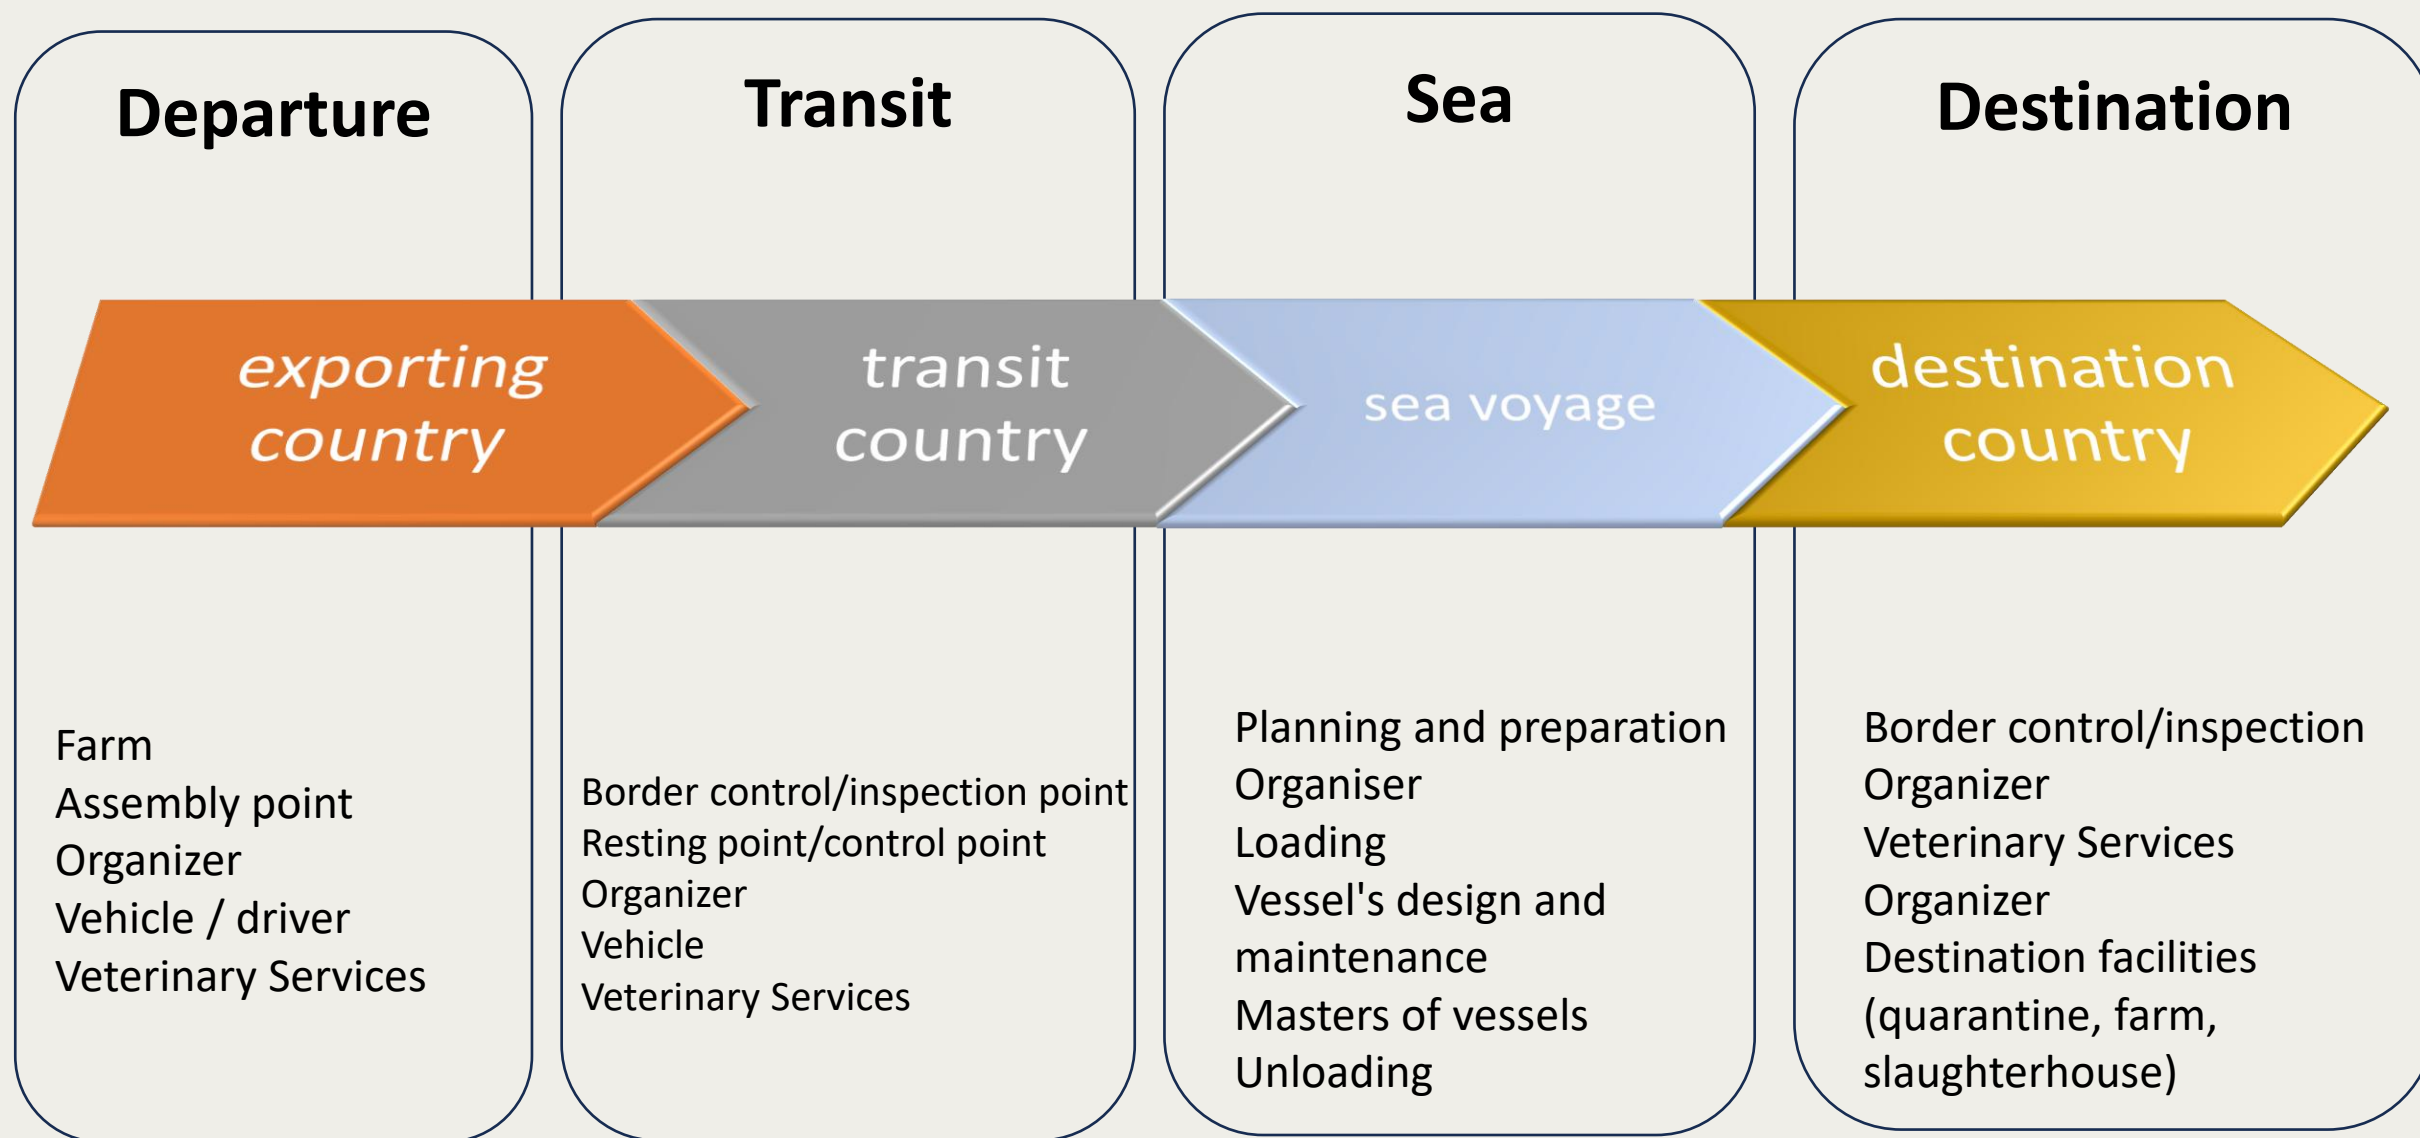 Departure
exporting
country
Farm
Assembly point
Organizer
Vehicle / driver
Veterinary Services
Transit
transit
country
Border control/inspection point
Resting point/control point
Organizer
Vehicle
Veterinary Services
Sea
sea voyage
Planning and preparation
Organiser
Loading
Vessel's design and
maintenance
Masters of vessels
Unloading
Destination
destination
country
Border control/inspection
Organizer
Veterinary Services
Organizer
Destination facilities
(quarantine, farm,
slaughterhouse)